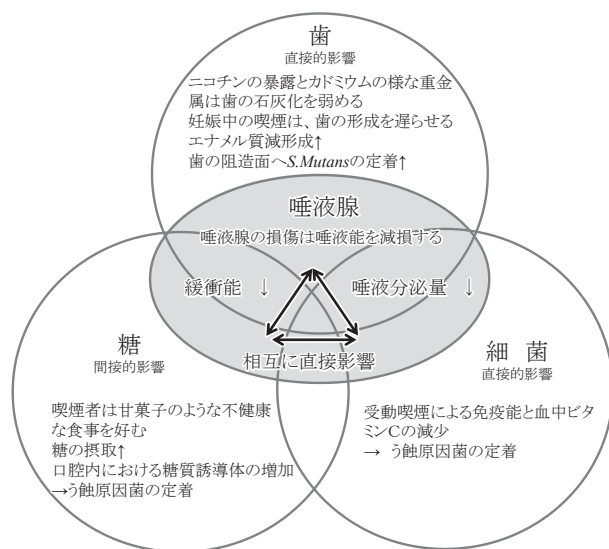 歯
直接的影響
ニコチンの暴露とカドミウムの様な重金
属は歯の石灰化を弱める
妊娠中の喫煙は、歯の形成を遅らせる
エナメル質減形成↑
歯の阻造面へS.Mutansの定着↑
唾液腺
唾液腺の損傷は唾液能を減損する
緩衝能 ↓
唾液分泌量 ↓
相互に直接影響
糖
間接的影響
喫煙者は甘菓子のような不健康
な食事を好む
糖の摂取↑
口腔内における糖質誘導体の増加
→う蝕原因菌の定着
細 菌
直接的影響
受動喫煙による免疫能と血中ビタ
ミンCの減少
→ う蝕原因菌の定着